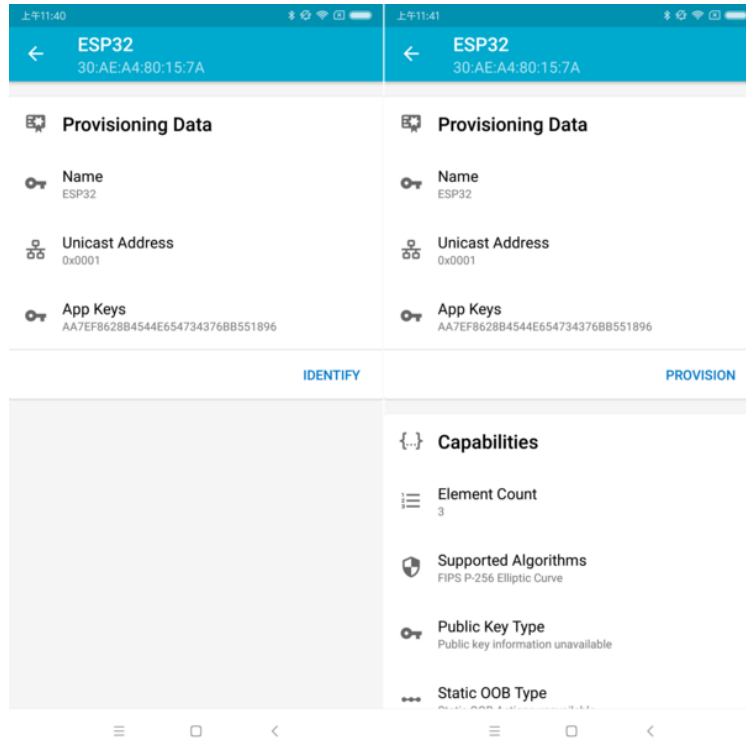 上午11:40
ESP32
30:AE:A4:80:15:7A
Provisioning Data
Name
ESP32
Unicast Address
0x0001
App Keys
AA7EF8628B4544E654734376BB551896
IDENTIFY
上午11:41
ESP32
30:AE:A4:80:15:7A
Provisioning Data
Name
ESP32
Unicast Address
0x0001
App Keys
AA7EF8628B4544E654734376BB551896
PROVISION
{...} Capabilities
Element Count
3
Supported Algorithms
FIPS P-256 Elliptic Curve
Public Key Type
Public key information unavailable
Static OOB Type